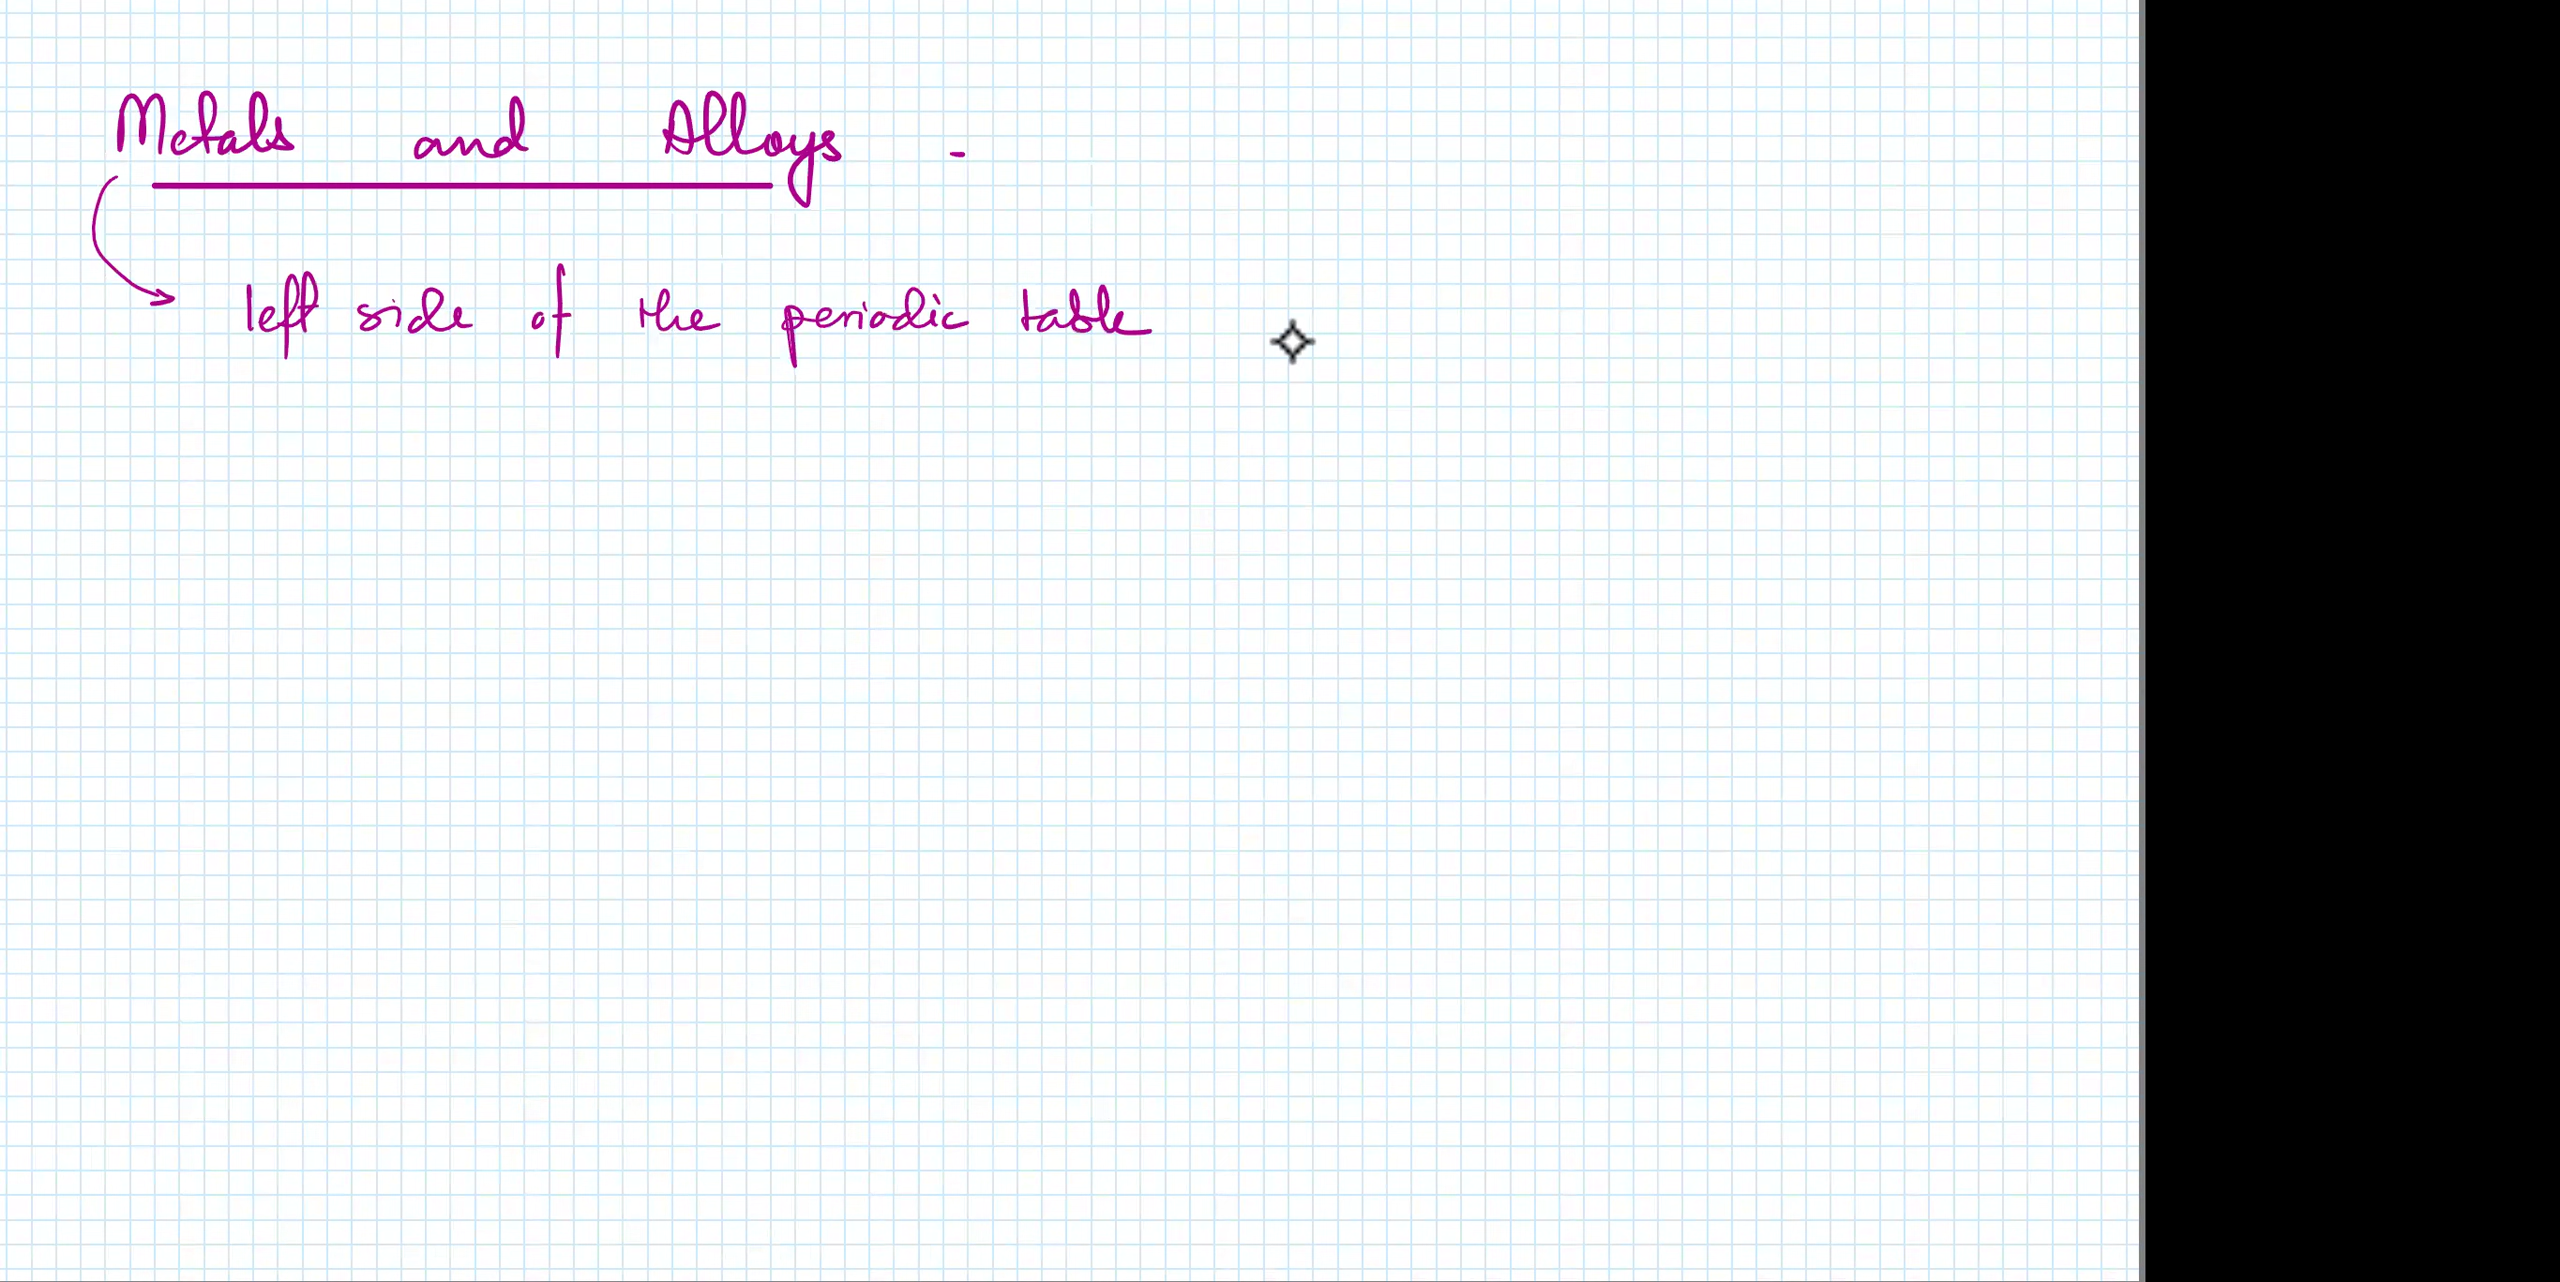 Metals and Alloys -
left side of the periodic table